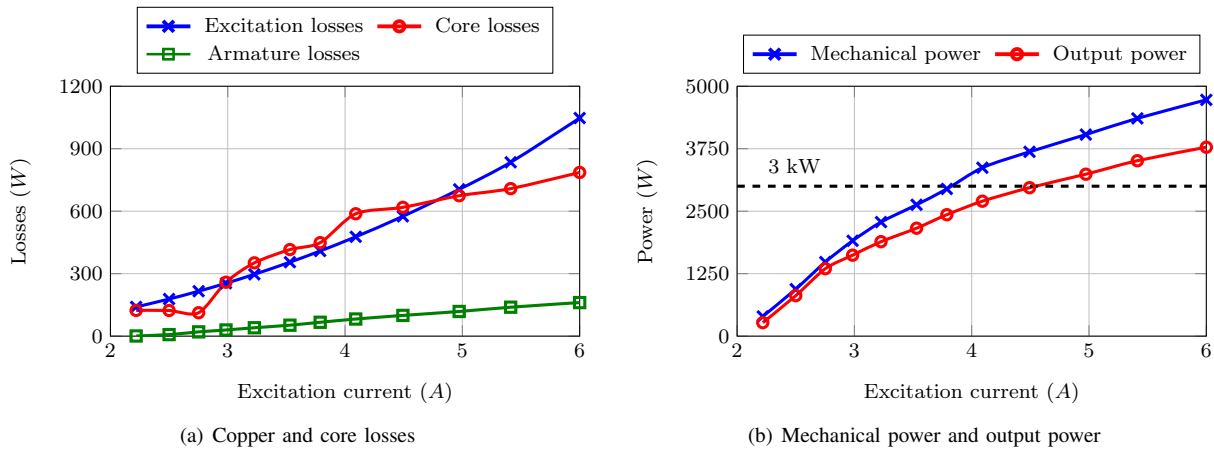 Excitation losses Core losses
Armature losses
1200
900
600
300
0
Losses (W)
2 3 4 5 6
Excitation current (A)
(a) Copper and core losses
Mechanical power Output power
5000
3750
2500
1250
0
Power (W)
3 kW
2 3 4 5 6
Excitation current (A)
(b) Mechanical power and output power